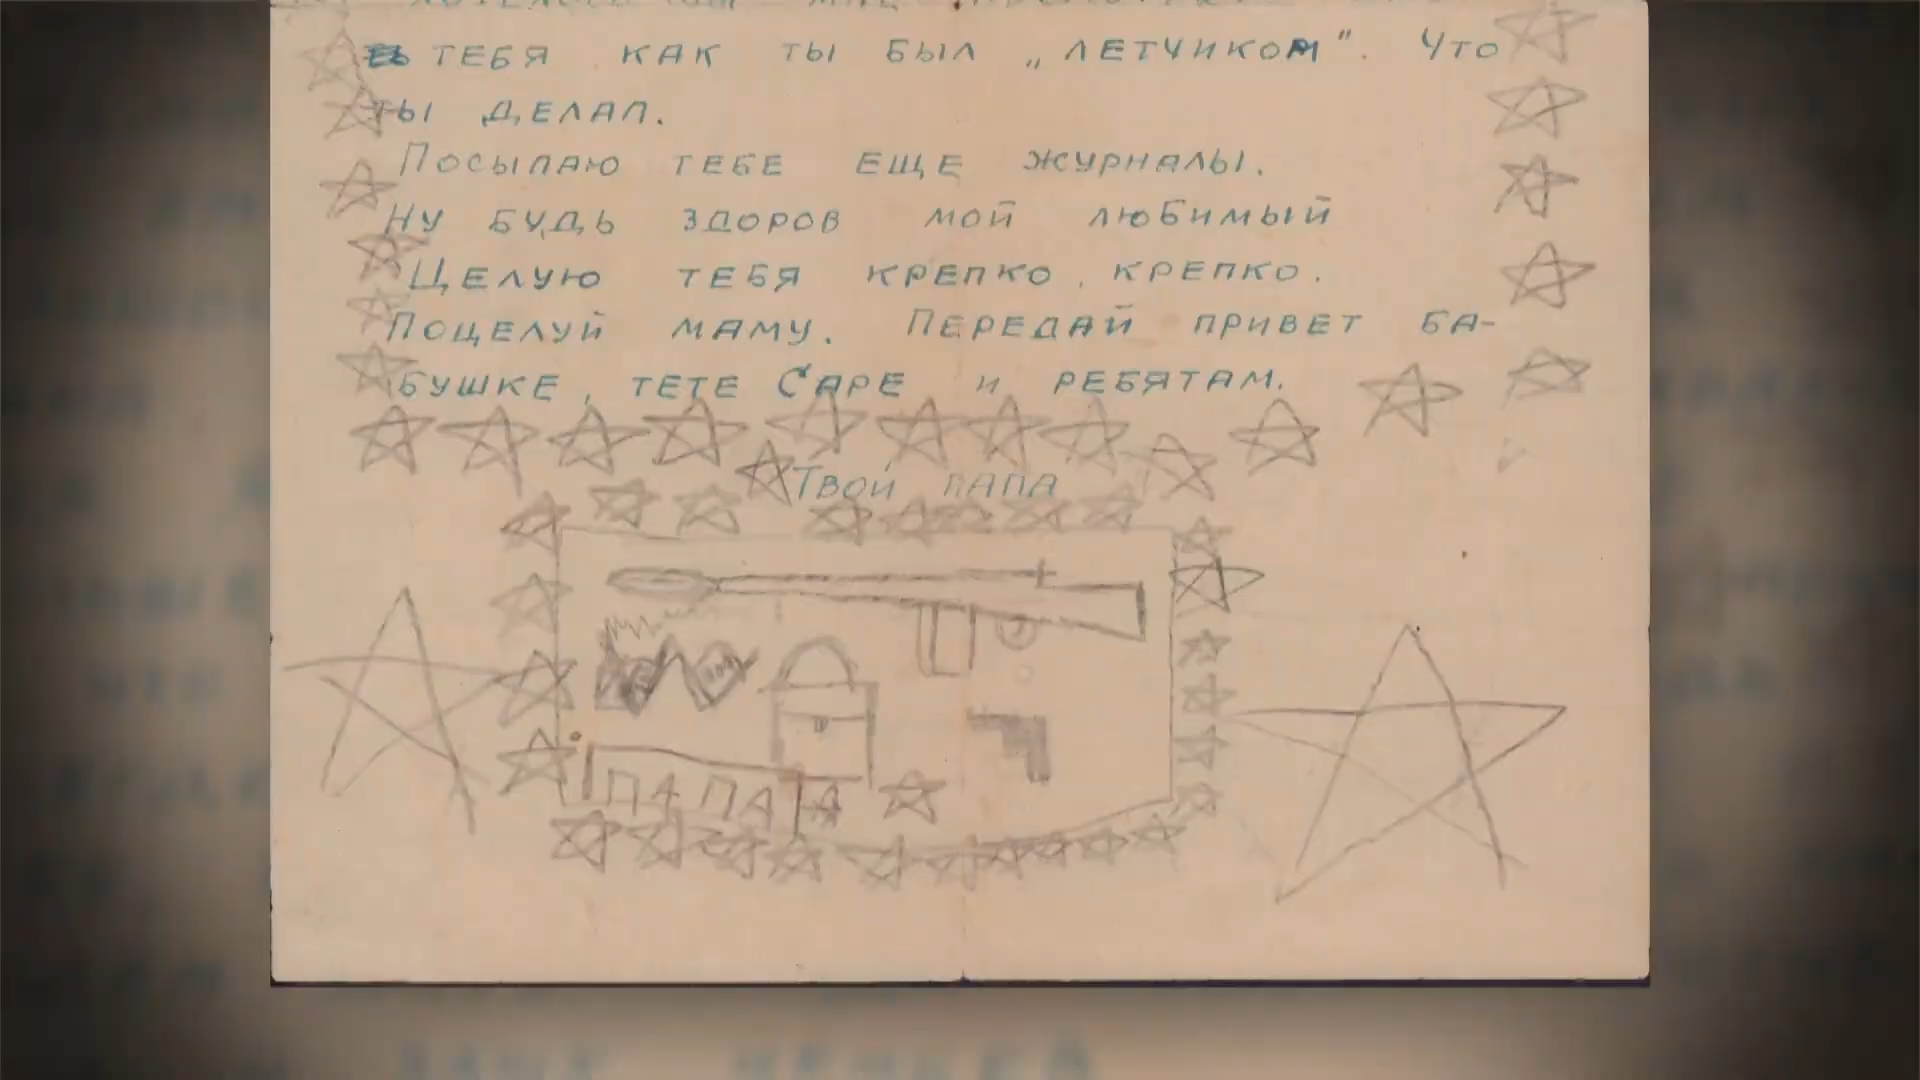 тебя как ты был „летчиком". Что
ты делал.
Посылаю тебе еще журналы.
Ну будь здоров мой любимый
Целую тебя крепко, крепко.
Поцелуй маму. Передай привет ба-
бушке, тете Саре и ребятам.
Твой папа
ПАПА